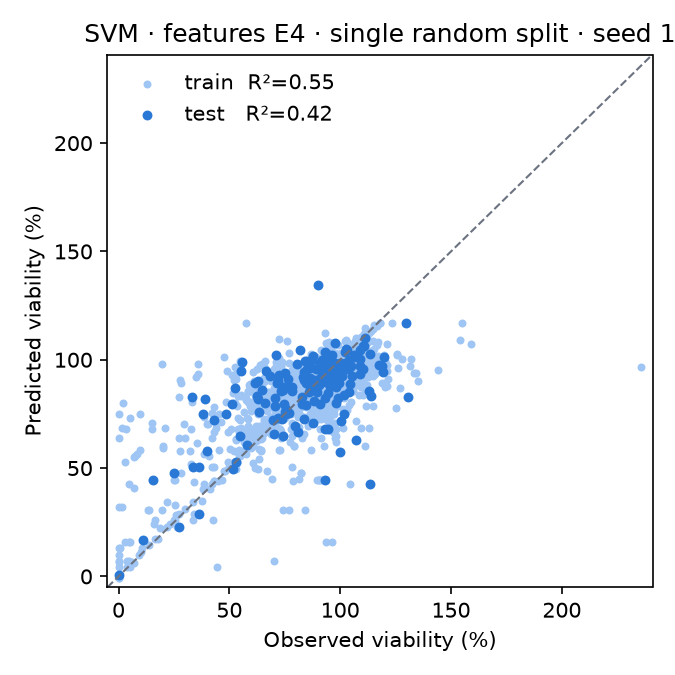 SVM · features E4 · single random split · seed 1
train R²=0.55
test R²=0.42
200
150
100
50
0
Predicted viability (%)
0 50 100 150 200
Observed viability (%)